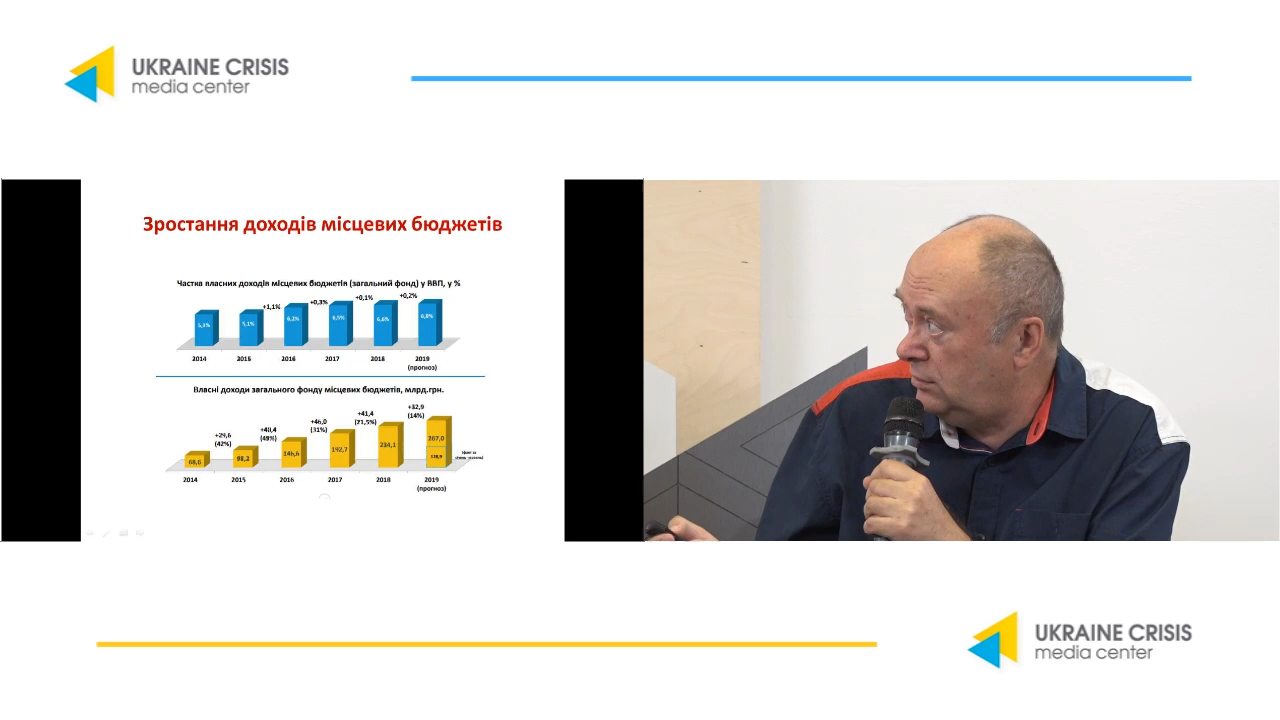 UKRAINE CRISIS
media center
Зростання доходів місцевих бюджетів
Частка власних доходів місцевих бюджетів (загальний фонд) у ВВП, у %
+1,1% +0,3% +0,1% +0,2%
5,1% 5,1% 6,2% 6,5% 6,6% 6,8%
2014 2015 2016 2017 2018 2019
(прогноз)
Власні доходи загального фонду місцевих бюджетів, млрд.грн.
+29,6 +48,4 +46,0 +41,4 +32,9
(42%) (49%) (31%) (21,5%) (14%)
68,6 98,2 146,6 192,7 234,1 267,0
2014 2015 2016 2017 2018 2019
(прогноз)
UKRAINE CRISIS
media center